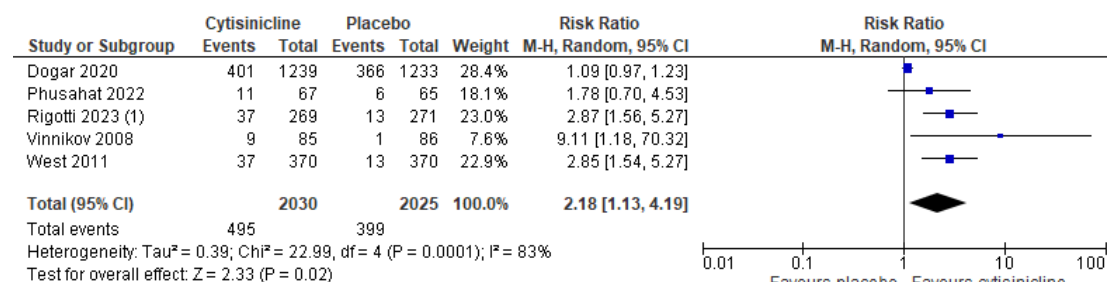 Cytisinicline Placebo Risk Ratio Risk Ratio
Study or Subgroup Events Total Events Total Weight M-H, Random, 95% CI M-H, Random, 95% CI
Dogar 2020 401 1239 366 1233 28.4% 1.09 [0.97, 1.23]
Phusahat 2022 11 67 6 65 18.1% 1.78 [0.70, 4.53]
Rigotti 2023 (1) 37 269 13 271 23.0% 2.87 [1.56, 5.27]
Vinnikov 2008 9 85 1 86 7.6% 9.11 [1.18, 70.32]
West 2011 37 370 13 370 22.9% 2.85 [1.54, 5.27]
Total (95% CI) 2030 2025 100.0% 2.18 [1.13, 4.19]
Total events 495 399
Heterogeneity: Tau² = 0.39; Chi² = 22.99, df = 4 (P = 0.0001); I² = 83%
Test for overall effect: Z = 2.33 (P = 0.02)
0.01 0.1 1 10 100
Favours placebo Favours cytisinicline